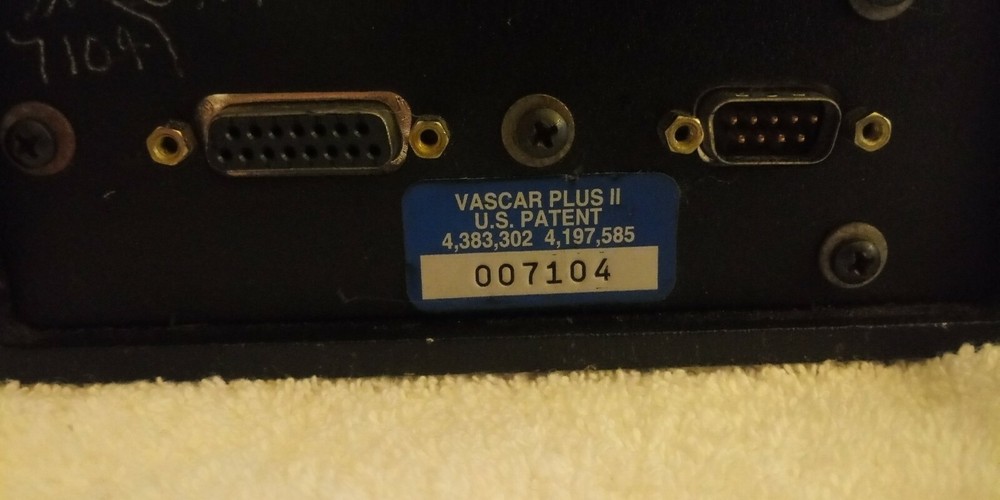 7104
VASCAR PLUS II
U.S. PATENT
4,383,302 4,197,585
007104